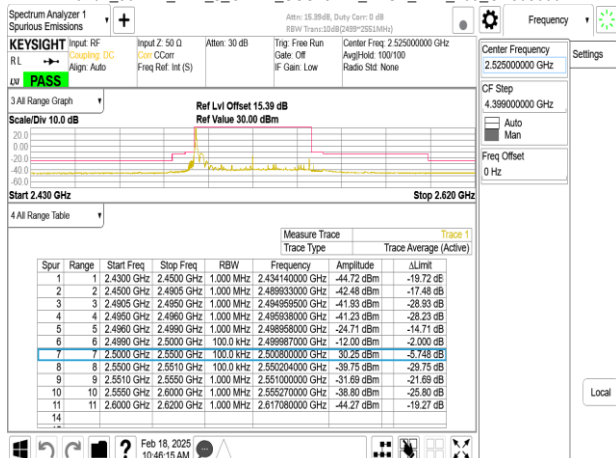 Spectrum Analyzer 1
Spurious Emissions
Attn: 15.39dB, Duty Corr: 0 dB
RBW Trans:10dB(2499~2551MHz)
Frequency
KEYSIGHT
RL
LXI
PASS
Input: RF
Coupling: DC
Align: Auto
Input Z: 50 Ω
Corr CCorr
Freq Ref: Int (S)
Atten: 30 dB
Trig: Free Run
Gate: Off
IF Gain: Low
Center Freq: 2.525000000 GHz
Avg|Hold: 100/100
Radio Std: None
Center Frequency
2.525000000 GHz
Settings
CF Step
4.399000000 GHz
Auto
Man
Freq Offset
0 Hz
Local
3 All Range Graph
Scale/Div 10.0 dB
Ref Lvl Offset 15.39 dB
Ref Value 30.00 dBm
20.0
0.00
-20.0
-40.0
-60.0
Start 2.430 GHz
Stop 2.620 GHz
4 All Range Table
Measure Trace Trace 1
Trace Type Trace Average (Active)
Spur Range Start Freq Stop Freq RBW Frequency Amplitude ΔLimit
1 1 2.4300 GHz 2.4500 GHz 1.000 MHz 2.434140000 GHz -44.72 dBm -19.72 dB
2 2 2.4500 GHz 2.4905 GHz 1.000 MHz 2.489933000 GHz -42.48 dBm -17.48 dB
3 3 2.4905 GHz 2.4950 GHz 1.000 MHz 2.494959500 GHz -41.93 dBm -28.93 dB
4 4 2.4950 GHz 2.4960 GHz 1.000 MHz 2.495938000 GHz -41.23 dBm -28.23 dB
5 5 2.4960 GHz 2.4990 GHz 1.000 MHz 2.498958000 GHz -24.71 dBm -14.71 dB
6 6 2.4990 GHz 2.5000 GHz 100.0 kHz 2.499987000 GHz -12.00 dBm -2.000 dB
7 7 2.5000 GHz 2.5500 GHz 100.0 kHz 2.500800000 GHz 30.25 dBm -5.748 dB
8 8 2.5500 GHz 2.5510 GHz 100.0 kHz 2.550204000 GHz -39.75 dBm -29.75 dB
9 9 2.5510 GHz 2.5550 GHz 1.000 MHz 2.551000000 GHz -31.69 dBm -21.69 dB
10 10 2.5550 GHz 2.6000 GHz 1.000 MHz 2.555270000 GHz -38.80 dBm -25.80 dB
11 11 2.6000 GHz 2.6200 GHz 1.000 MHz 2.617080000 GHz -44.27 dBm -19.27 dB
14
Feb 18, 2025
10:46:15 AM